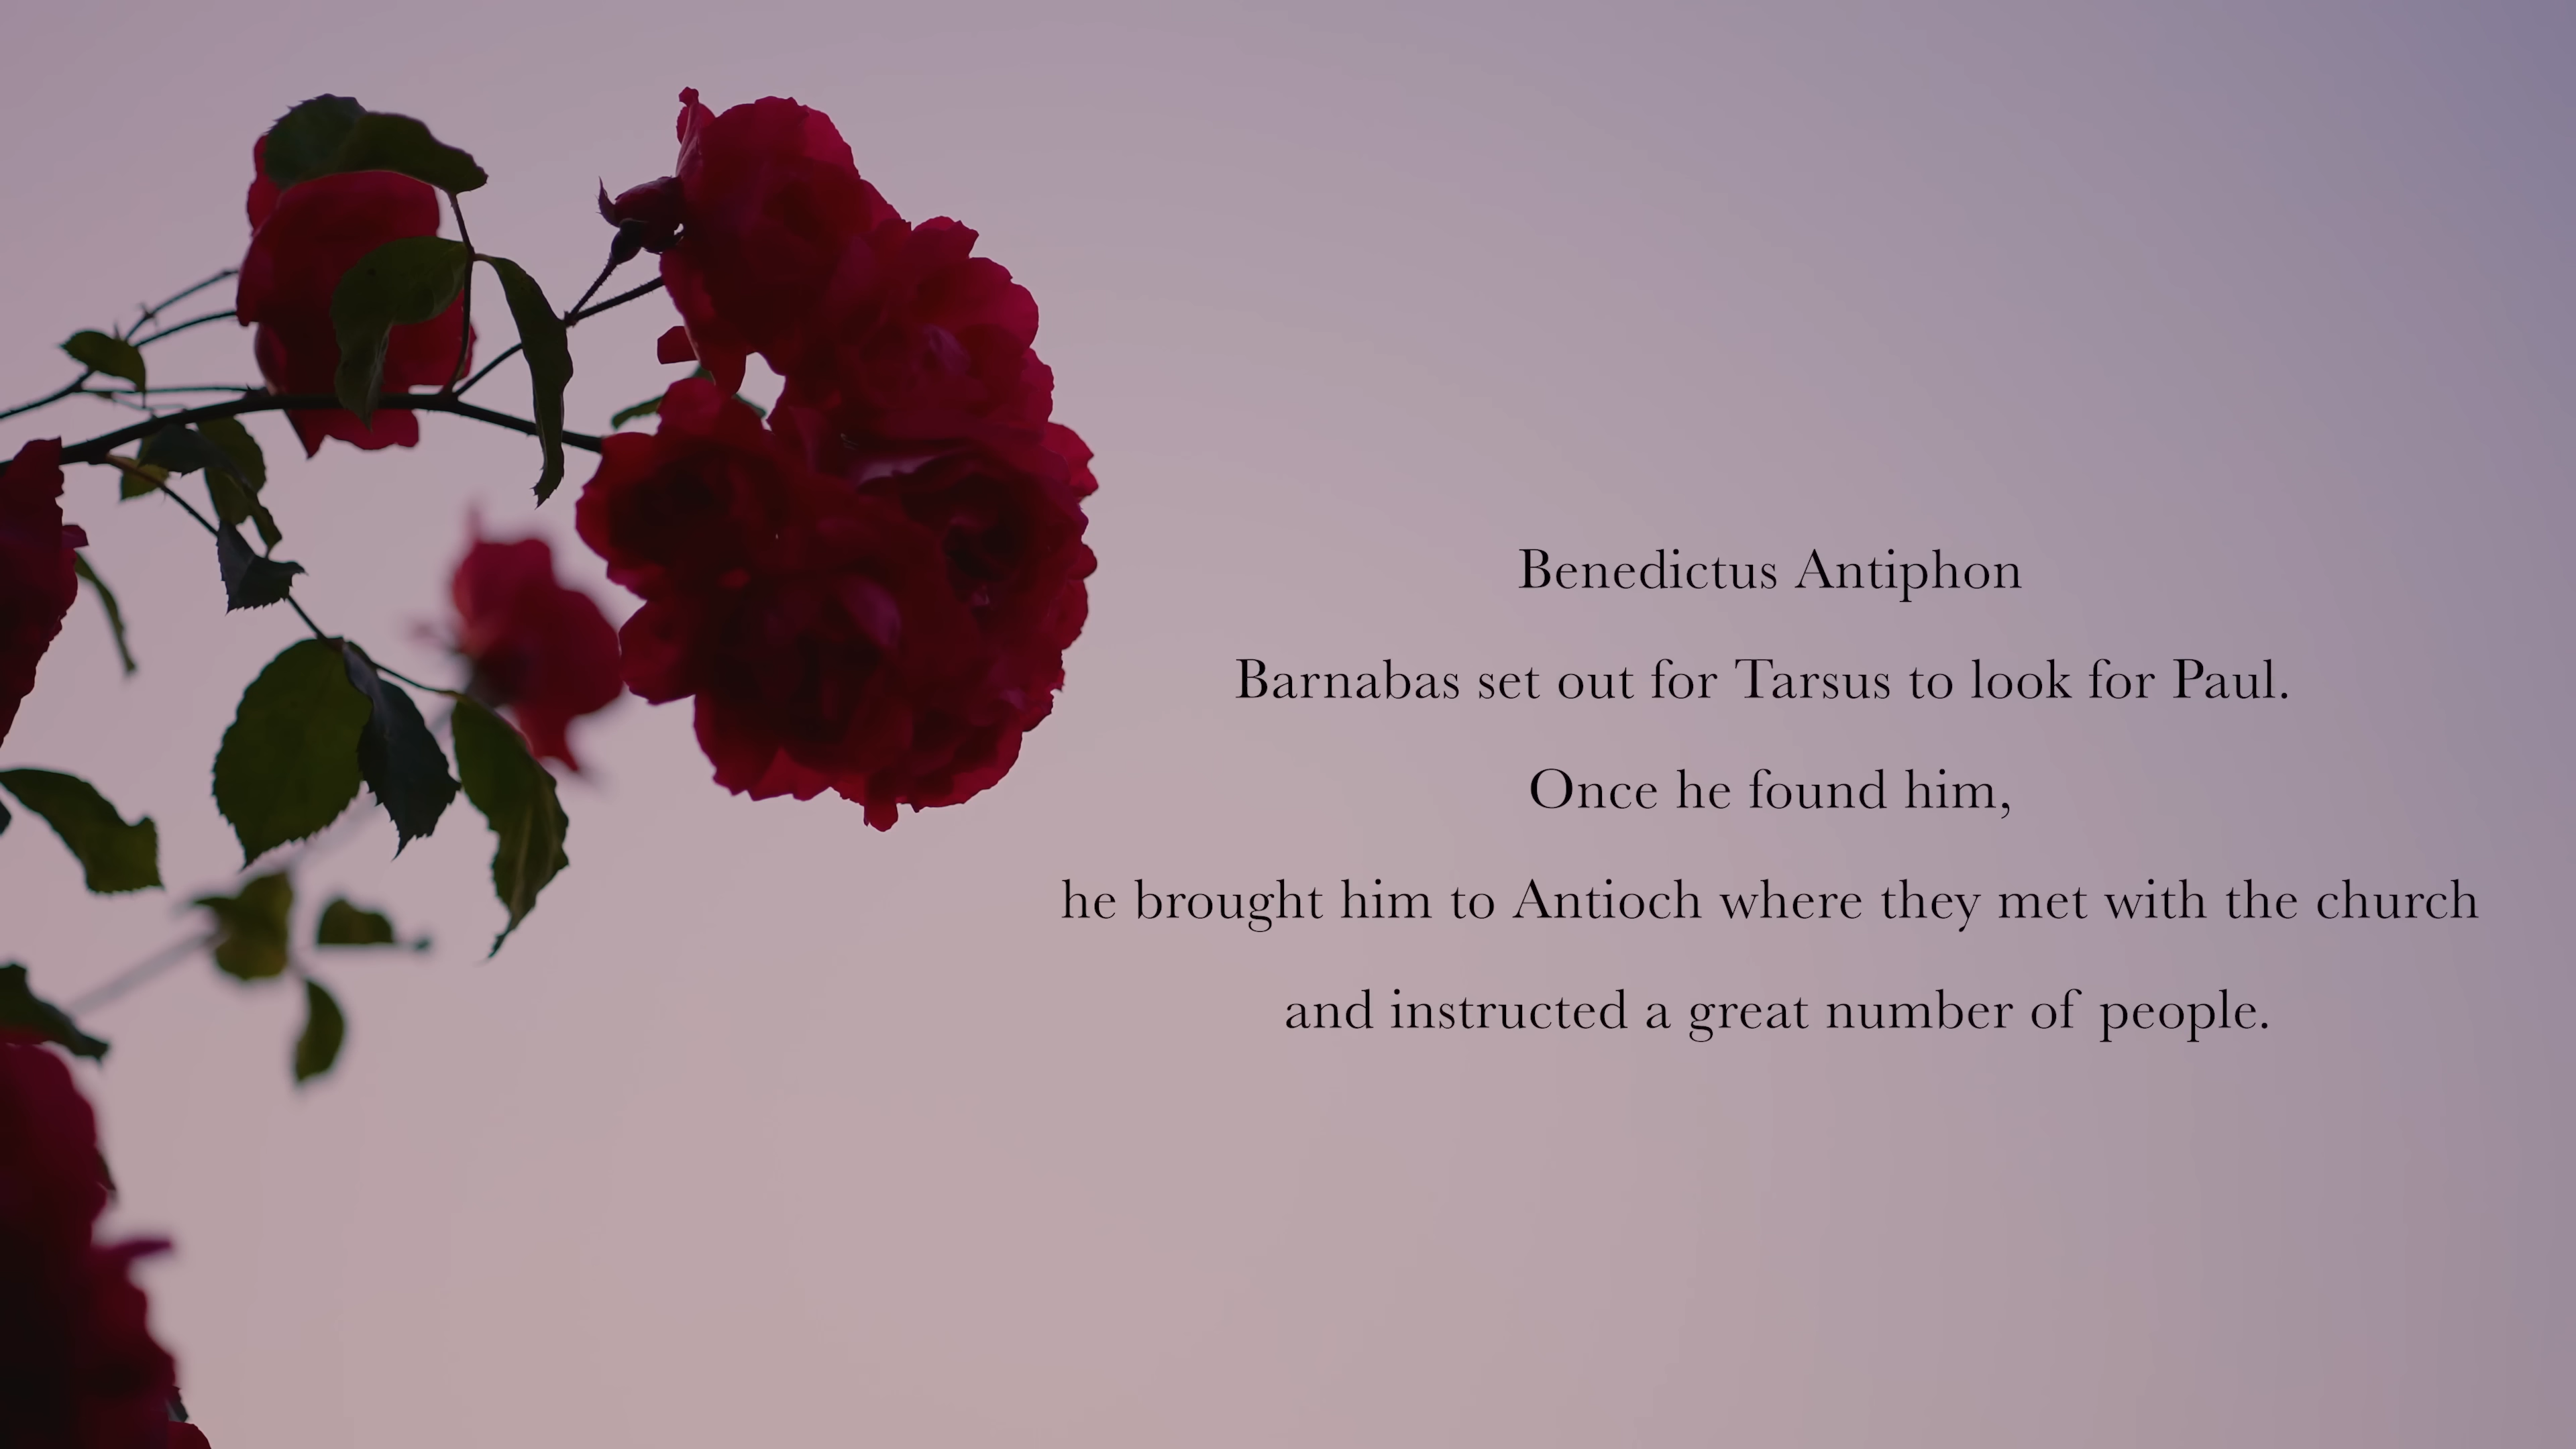 Benedictus Antiphon
Barnabas set out for Tarsus to look for Paul.
Once he found him,
he brought him to Antioch where they met with the church
and instructed a great number of people.